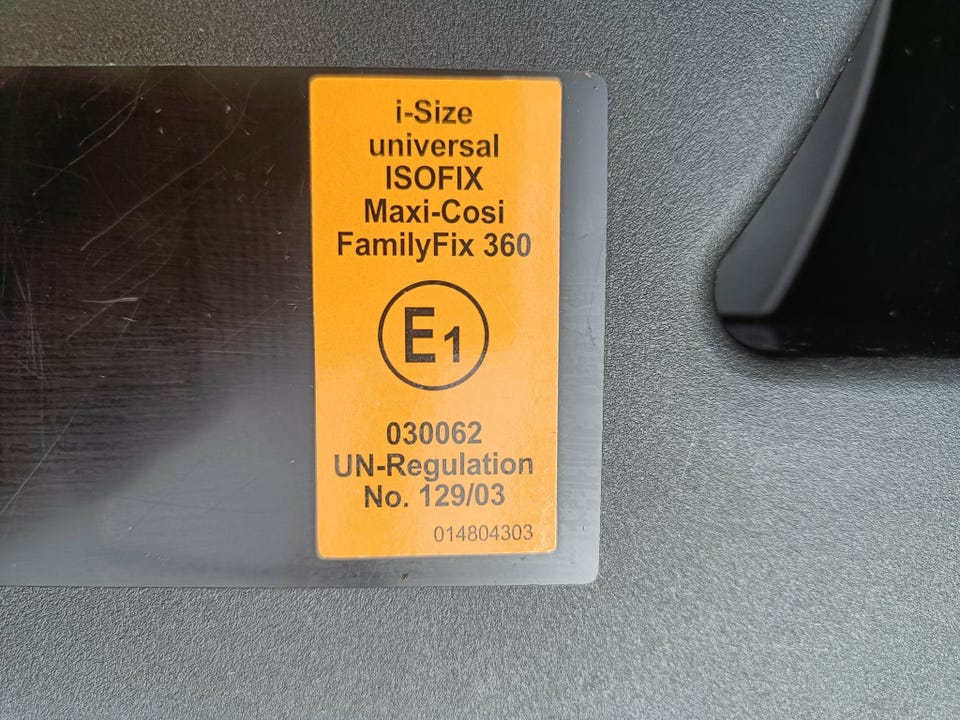 i-Size
universal
ISOFIX
Maxi-Cosi
FamilyFix 360
E1
030062
UN-Regulation
No. 129/03
014804303